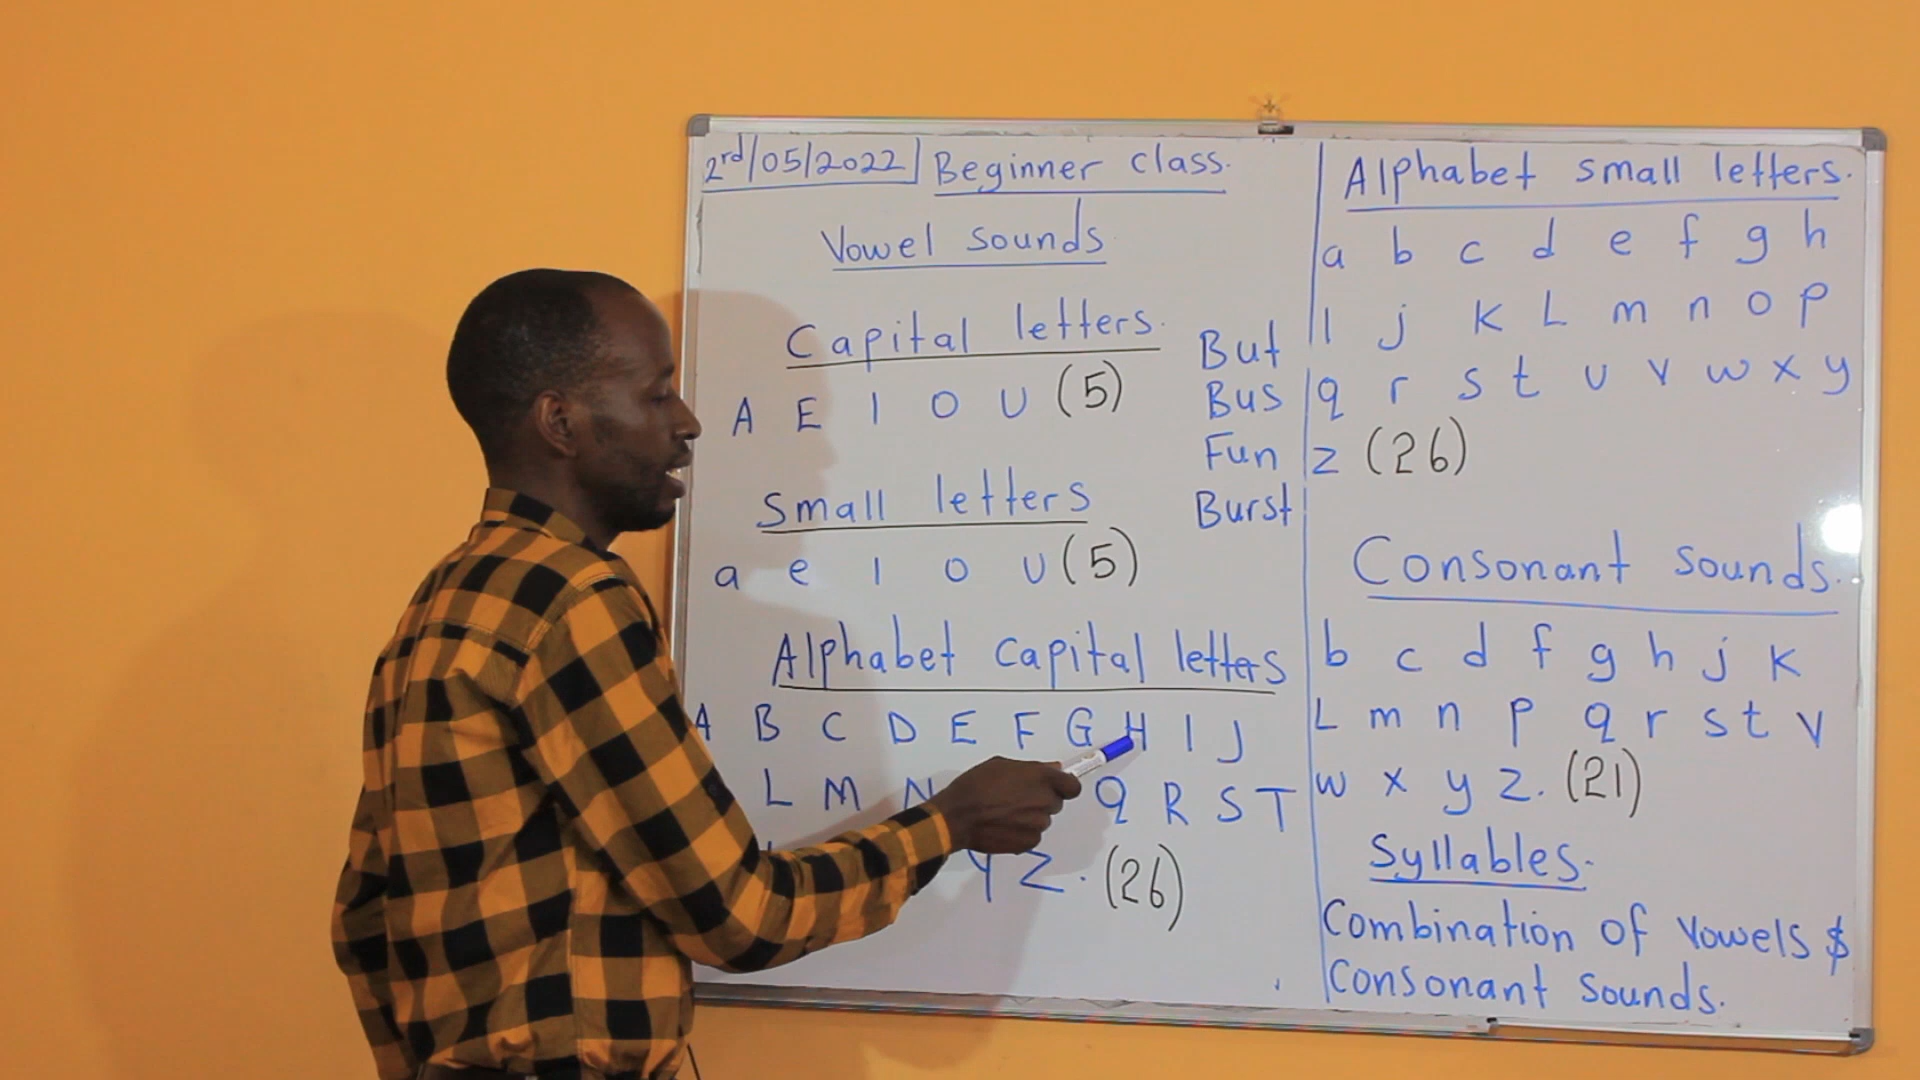 2rd/05/2022 Beginner class.
Vowel sounds
Capital letters.
A E I O U (5)
Small letters
a e I o u (5)
But
Bus
Fun
Burst
Alphabet capital letters
A B C D E F G H I J
L M N Q R S T
Y Z. (26)
Alphabet small letters.
a b c d e f g h
I j k L m n o p
q r s t u v w x y
z (26)
Consonant sounds.
b c d f g h j k
L m n p q r s t v
w x y z. (21)
Syllables.
Combination of vowels $
Consonant sounds.